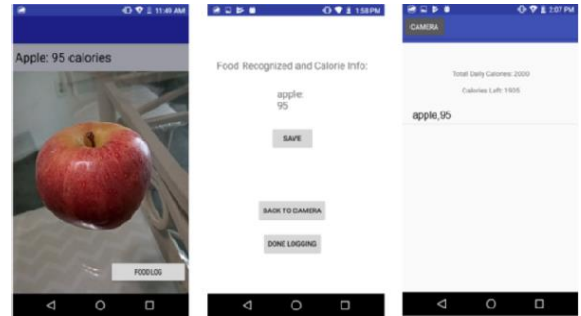 11:49 AM
Apple: 95 calories
FOOD LOG
1:58 PM
Food Recognized and Calorie Info:
apple:
95
SAVE
BACK TO CAMERA
DONE LOGGING
2:07 PM
CAMERA
Total Daily Calories: 2000
Calories Left: 1905
apple,95